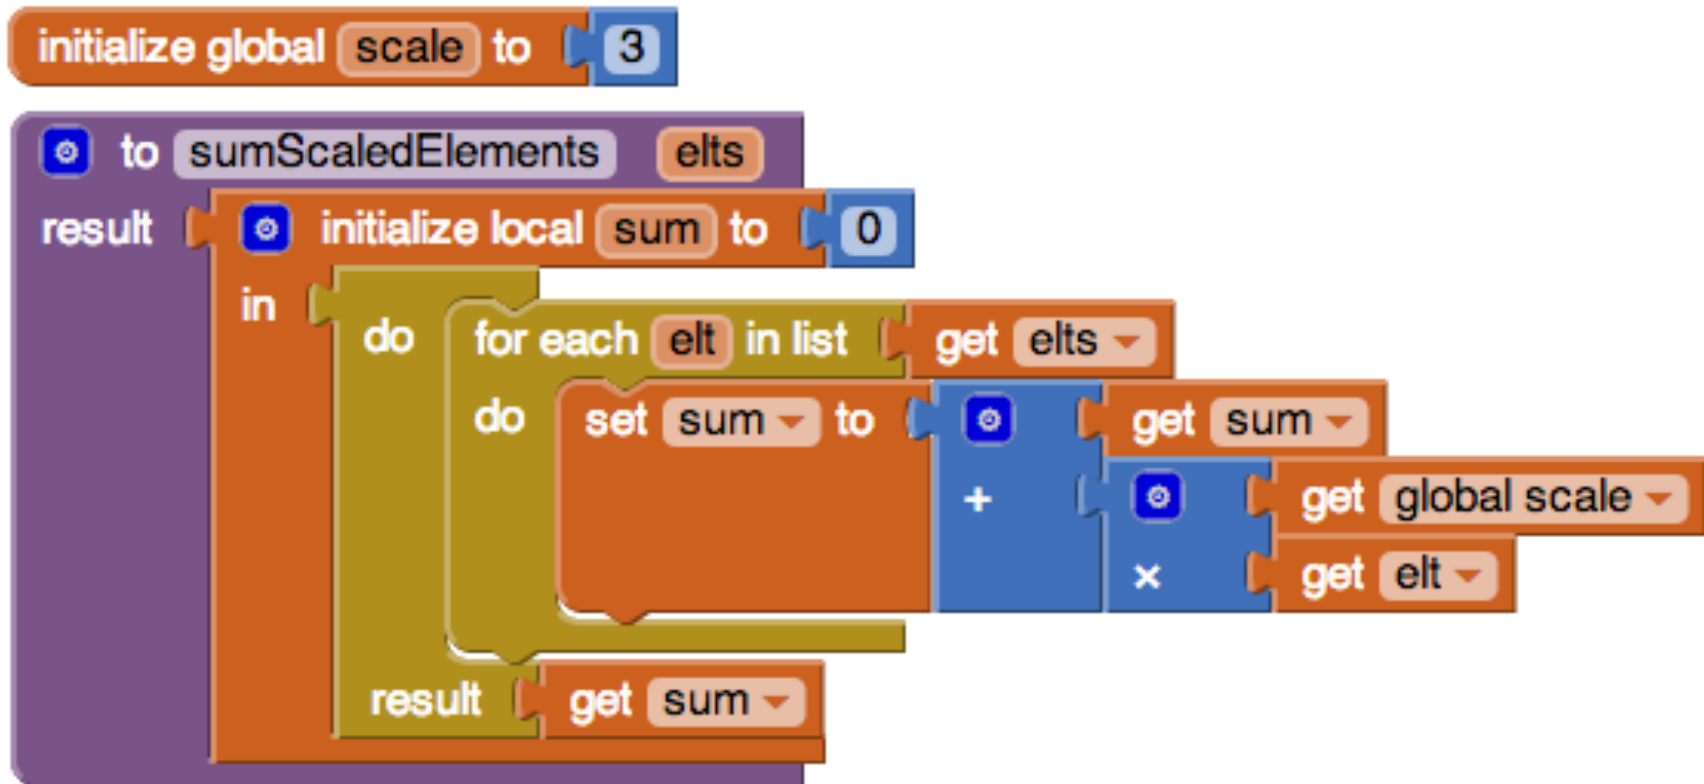 initialize global scale to 3
to sumScaledElements elts
result initialize local sum to 0
in
do for each elt in list get elts
do set sum to get sum
+ get global scale
× get elt
result get sum